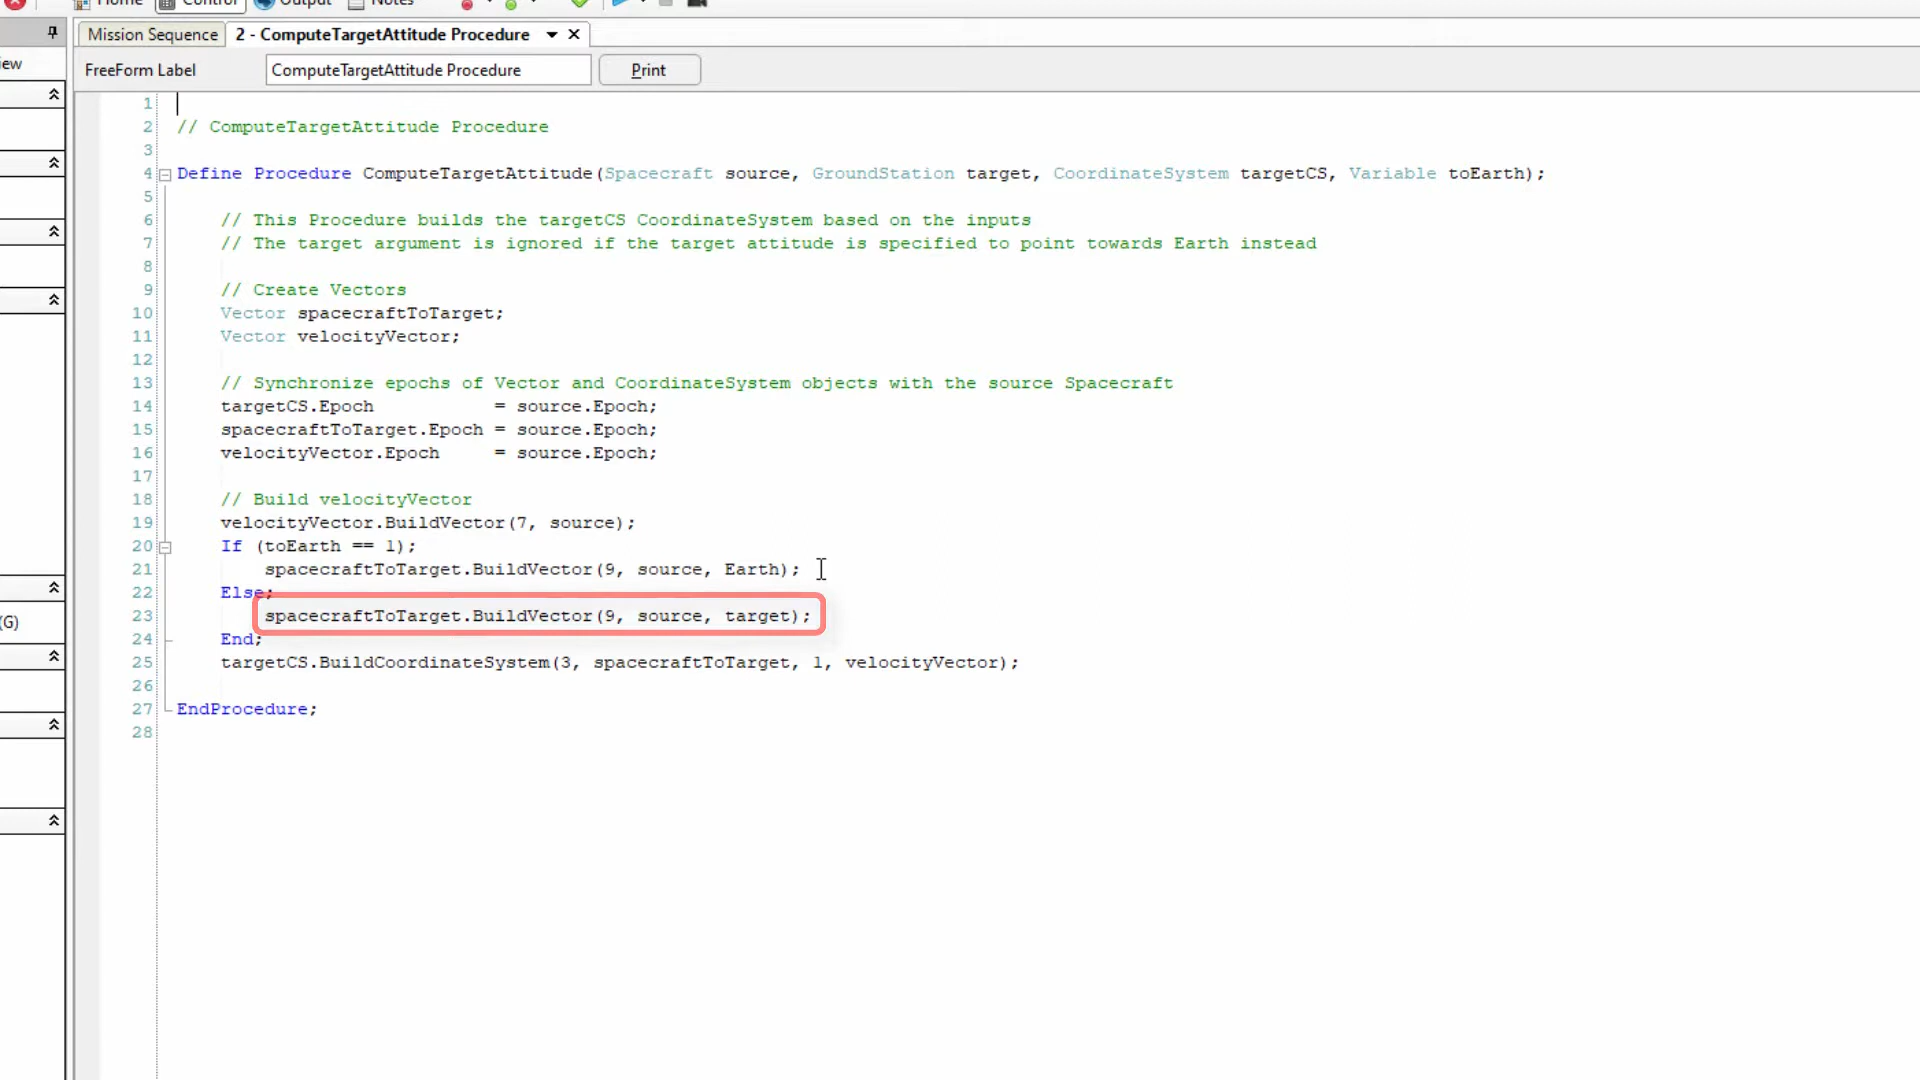 Home Control Output Notes
Mission Sequence 2 - ComputeTargetAttitude Procedure
iew
FreeForm Label ComputeTargetAttitude Procedure Print
1
2 // ComputeTargetAttitude Procedure
3
4 Define Procedure ComputeTargetAttitude(Spacecraft source, GroundStation target, CoordinateSystem targetCS, Variable toEarth);
5
6 // This Procedure builds the targetCS CoordinateSystem based on the inputs
7 // The target argument is ignored if the target attitude is specified to point towards Earth instead
8
9 // Create Vectors
10 Vector spacecraftToTarget;
11 Vector velocityVector;
12
13 // Synchronize epochs of Vector and CoordinateSystem objects with the source Spacecraft
14 targetCS.Epoch = source.Epoch;
15 spacecraftToTarget.Epoch = source.Epoch;
16 velocityVector.Epoch = source.Epoch;
17
18 // Build velocityVector
19 velocityVector.BuildVector(7, source);
20 If (toEarth == 1);
21 spacecraftToTarget.BuildVector(9, source, Earth);
22 Else;
(G)
23 spacecraftToTarget.BuildVector(9, source, target);
24 End;
25 targetCS.BuildCoordinateSystem(3, spacecraftToTarget, 1, velocityVector);
26
27 EndProcedure;
28